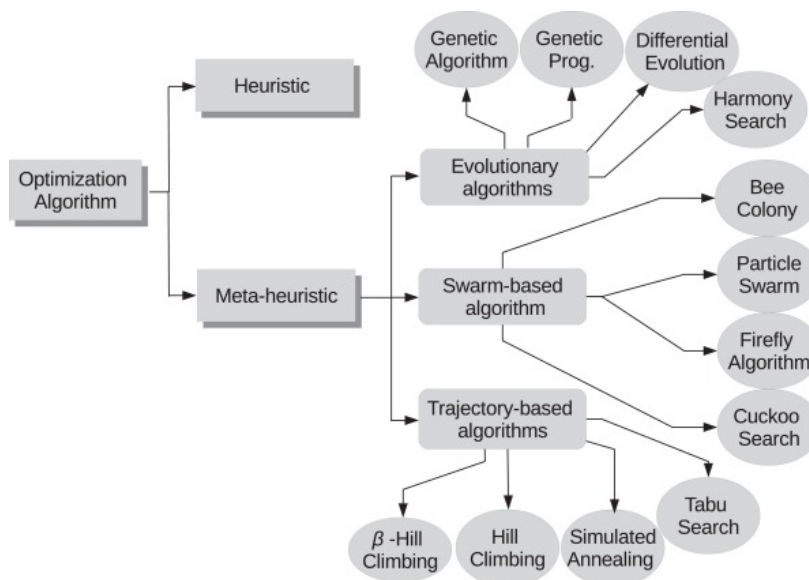 Genetic
Algorithm
Genetic
Prog.
Differential
Evolution
Harmony
Search
Heuristic
Evolutionary
algorithms
Optimization
Algorithm
Bee
Colony
Meta-heuristic
Swarm-based
algorithm
Particle
Swarm
Firefly
Algorithm
Trajectory-based
algorithms
Cuckoo
Search
β -Hill
Climbing
Hill
Climbing
Simulated
Annealing
Tabu
Search